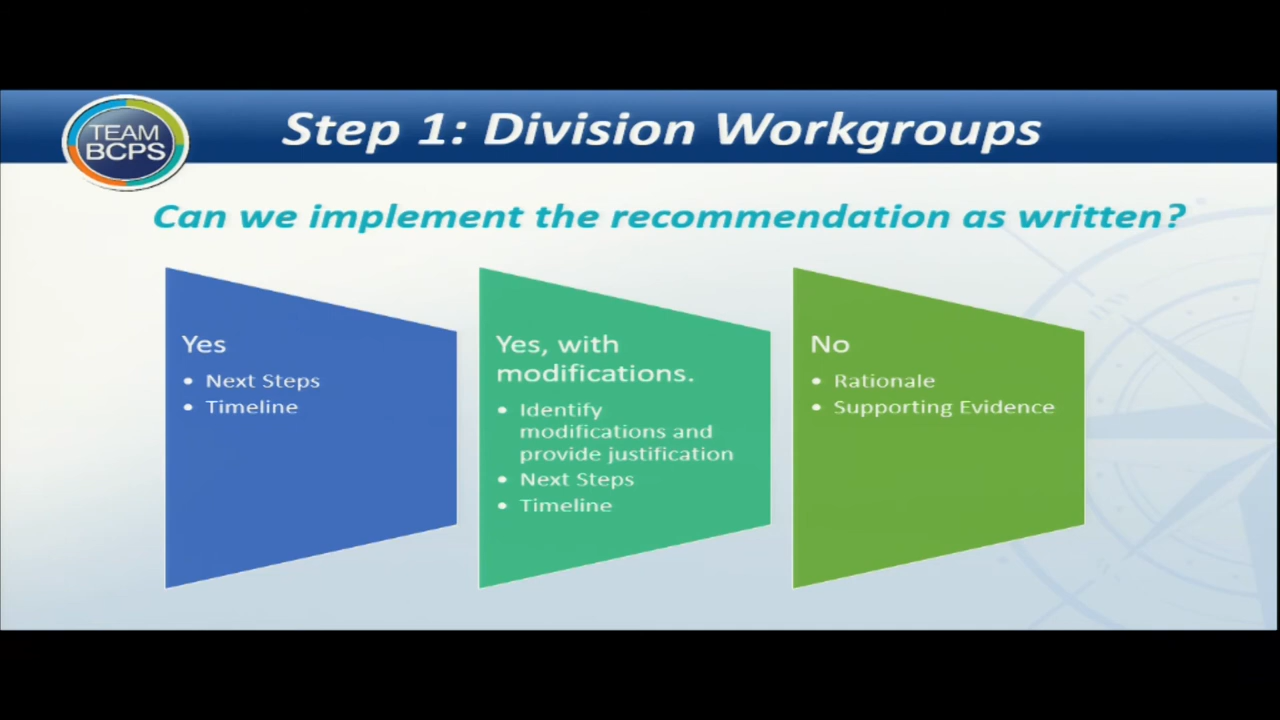 TEAM
BCPS
Step 1: Division Workgroups
Can we implement the recommendation as written?
Yes
• Next Steps
• Timeline
Yes, with
modifications.
• Identify
modifications and
provide justification
• Next Steps
• Timeline
No
• Rationale
• Supporting Evidence